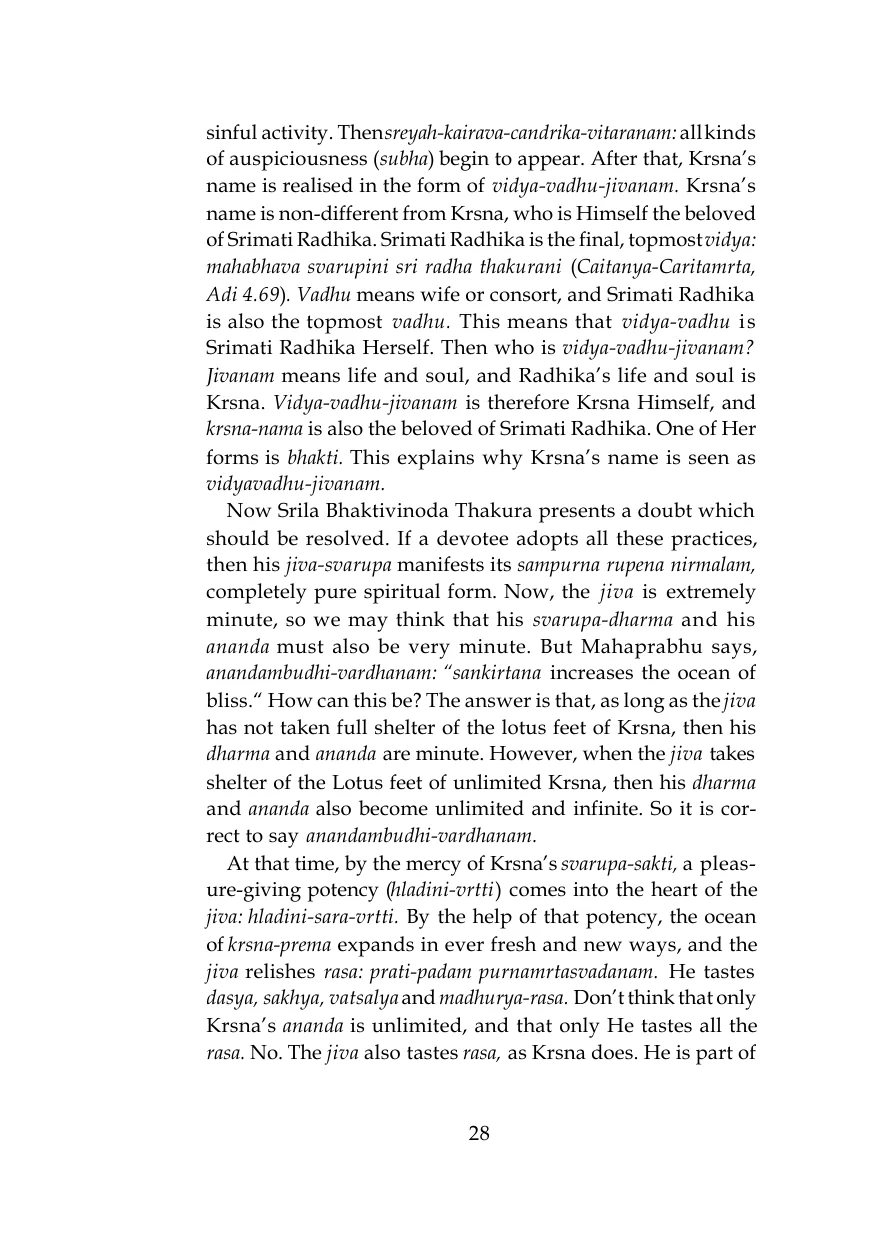 sinful activity. Thensreyah-kairava-candrika-vitaranam: all kinds
of auspiciousness (subha) begin to appear. After that, Krsna’s
name is realised in the form of vidya-vadhu-jivanam. Krsna’s
name is non-different from Krsna, who is Himself the beloved
of Srimati Radhika. Srimati Radhika is the final, topmost vidya:
mahabhava svarupini sri radha thakurani (Caitanya-Caritamrta,
Adi 4.69). Vadhu means wife or consort, and Srimati Radhika
is also the topmost vadhu. This means that vidya-vadhu is
Srimati Radhika Herself. Then who is vidya-vadhu-jivanam?
Jivanam means life and soul, and Radhika’s life and soul is
Krsna. Vidya-vadhu-jivanam is therefore Krsna Himself, and
krsna-nama is also the beloved of Srimati Radhika. One of Her
forms is bhakti. This explains why Krsna’s name is seen as
vidyavadhu-jivanam.
Now Srila Bhaktivinoda Thakura presents a doubt which
should be resolved. If a devotee adopts all these practices,
then his jiva-svarupa manifests its sampurna rupena nirmalam,
completely pure spiritual form. Now, the jiva is extremely
minute, so we may think that his svarupa-dharma and his
ananda must also be very minute. But Mahaprabhu says,
anandambudhi-vardhanam: “sankirtana increases the ocean of
bliss.“ How can this be? The answer is that, as long as the jiva
has not taken full shelter of the lotus feet of Krsna, then his
dharma and ananda are minute. However, when the jiva takes
shelter of the Lotus feet of unlimited Krsna, then his dharma
and ananda also become unlimited and infinite. So it is cor-
rect to say anandambudhi-vardhanam.
At that time, by the mercy of Krsna’s svarupa-sakti, a pleas-
ure-giving potency (hladini-vrtti) comes into the heart of the
jiva: hladini-sara-vrtti. By the help of that potency, the ocean
of krsna-prema expands in ever fresh and new ways, and the
jiva relishes rasa: prati-padam purnamrtasvadanam. He tastes
dasya, sakhya, vatsalya and madhurya-rasa. Don’t think that only
Krsna’s ananda is unlimited, and that only He tastes all the
rasa. No. The jiva also tastes rasa, as Krsna does. He is part of
28